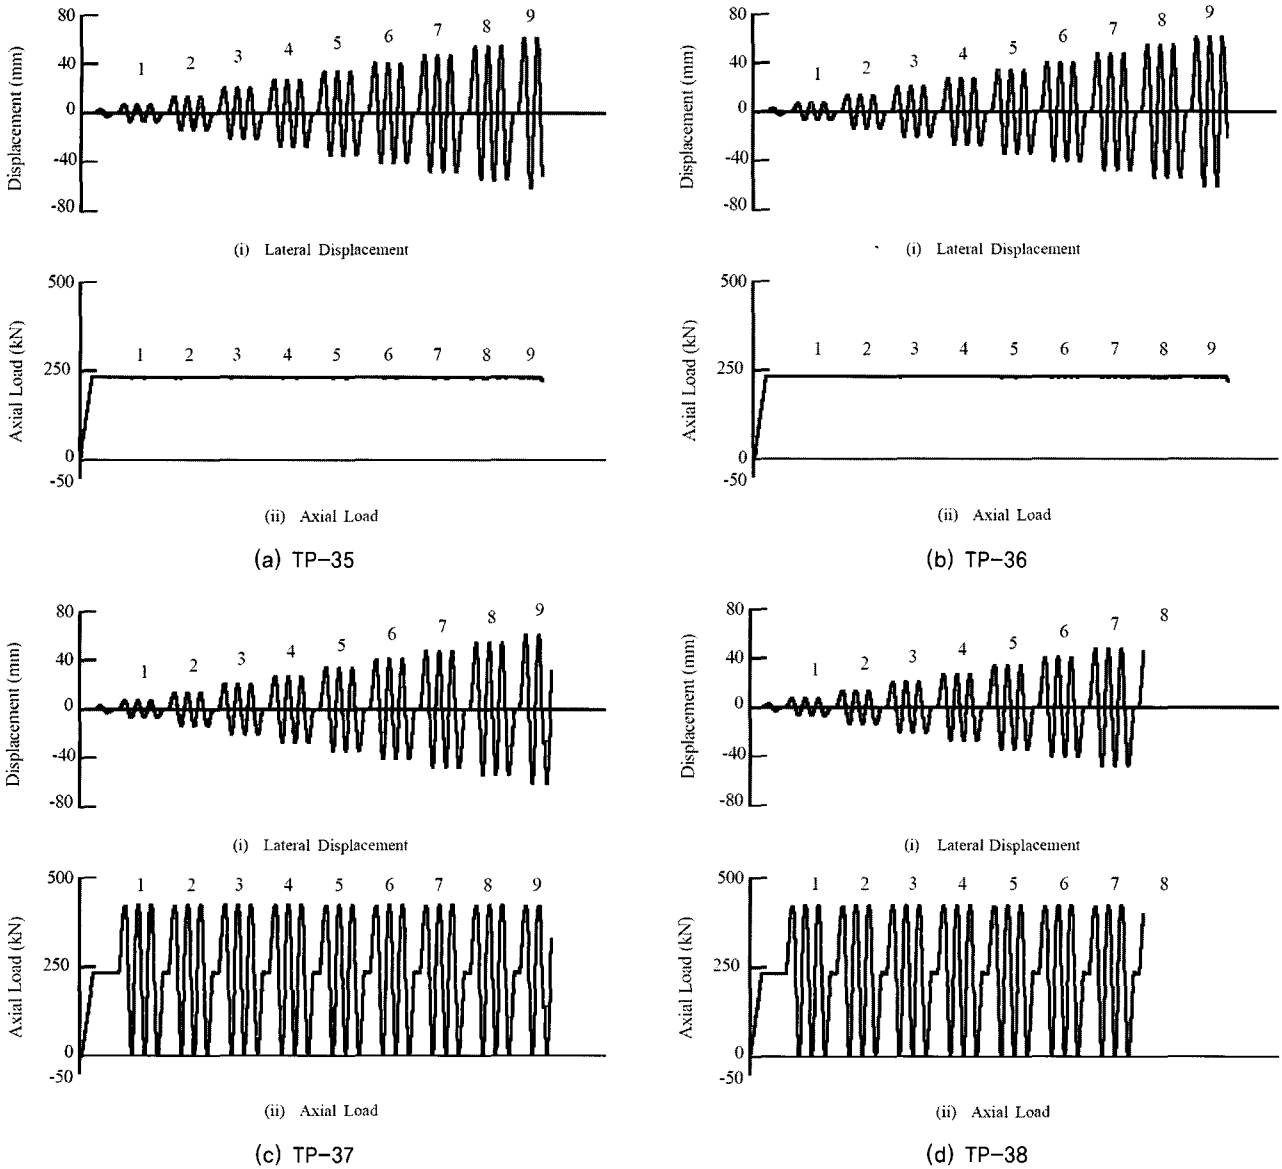 80
40
0
-40
-80
Displacement (mm)
1 2 3 4 5 6 7 8 9
(i) Lateral Displacement
500
250
0
-50
Axial Load (kN)
1 2 3 4 5 6 7 8 9
(ii) Axial Load
(a) TP-35
80
40
0
-40
-80
Displacement (mm)
1 2 3 4 5 6 7 8 9
(i) Lateral Displacement
500
250
0
-50
Axial Load (kN)
1 2 3 4 5 6 7 8 9
(ii) Axial Load
(b) TP-36
80
40
0
-40
-80
Displacement (mm)
1 2 3 4 5 6 7 8 9
(i) Lateral Displacement
500
250
0
-50
Axial Load (kN)
1 2 3 4 5 6 7 8 9
(ii) Axial Load
(c) TP-37
80
40
0
-40
-80
Displacement (mm)
1 2 3 4 5 6 7 8
(i) Lateral Displacement
500
250
0
-50
Axial Load (kN)
1 2 3 4 5 6 7 8
(ii) Axial Load
(d) TP-38